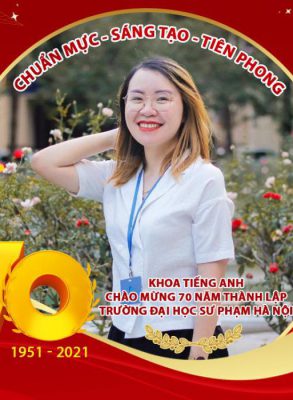 CHUẨN MỰC - SÁNG TẠO - TIÊN PHONG
70
KHOA TIẾNG ANH
CHÀO MỪNG 70 NĂM THÀNH LẬP
TRƯỜNG ĐẠI HỌC SƯ PHẠM HÀ NỘI
1951 - 2021